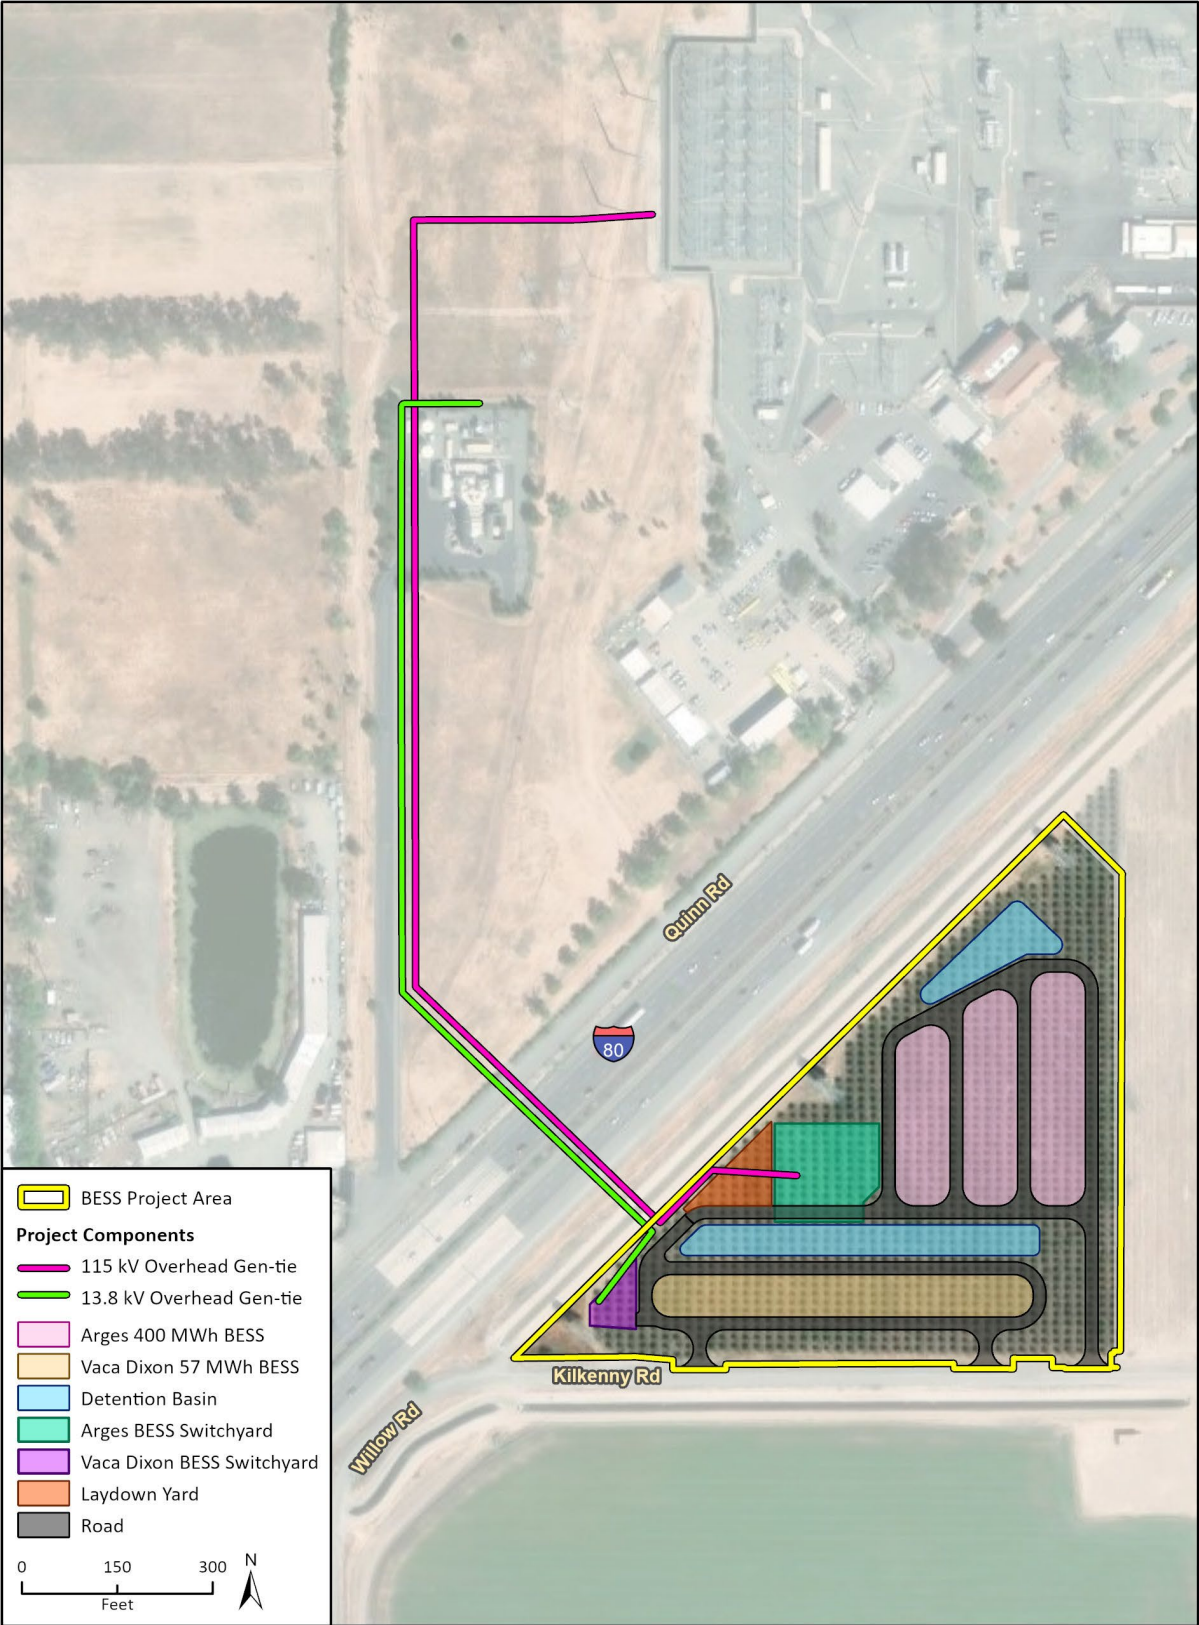 Quinn Rd
80
Kilkenny Rd
Willow Rd
BESS Project Area
Project Components
115 kV Overhead Gen-tie
13.8 kV Overhead Gen-tie
Arges 400 MWh BESS
Vaca Dixon 57 MWh BESS
Detention Basin
Arges BESS Switchyard
Vaca Dixon BESS Switchyard
Laydown Yard
Road
0 150 300
Feet
N